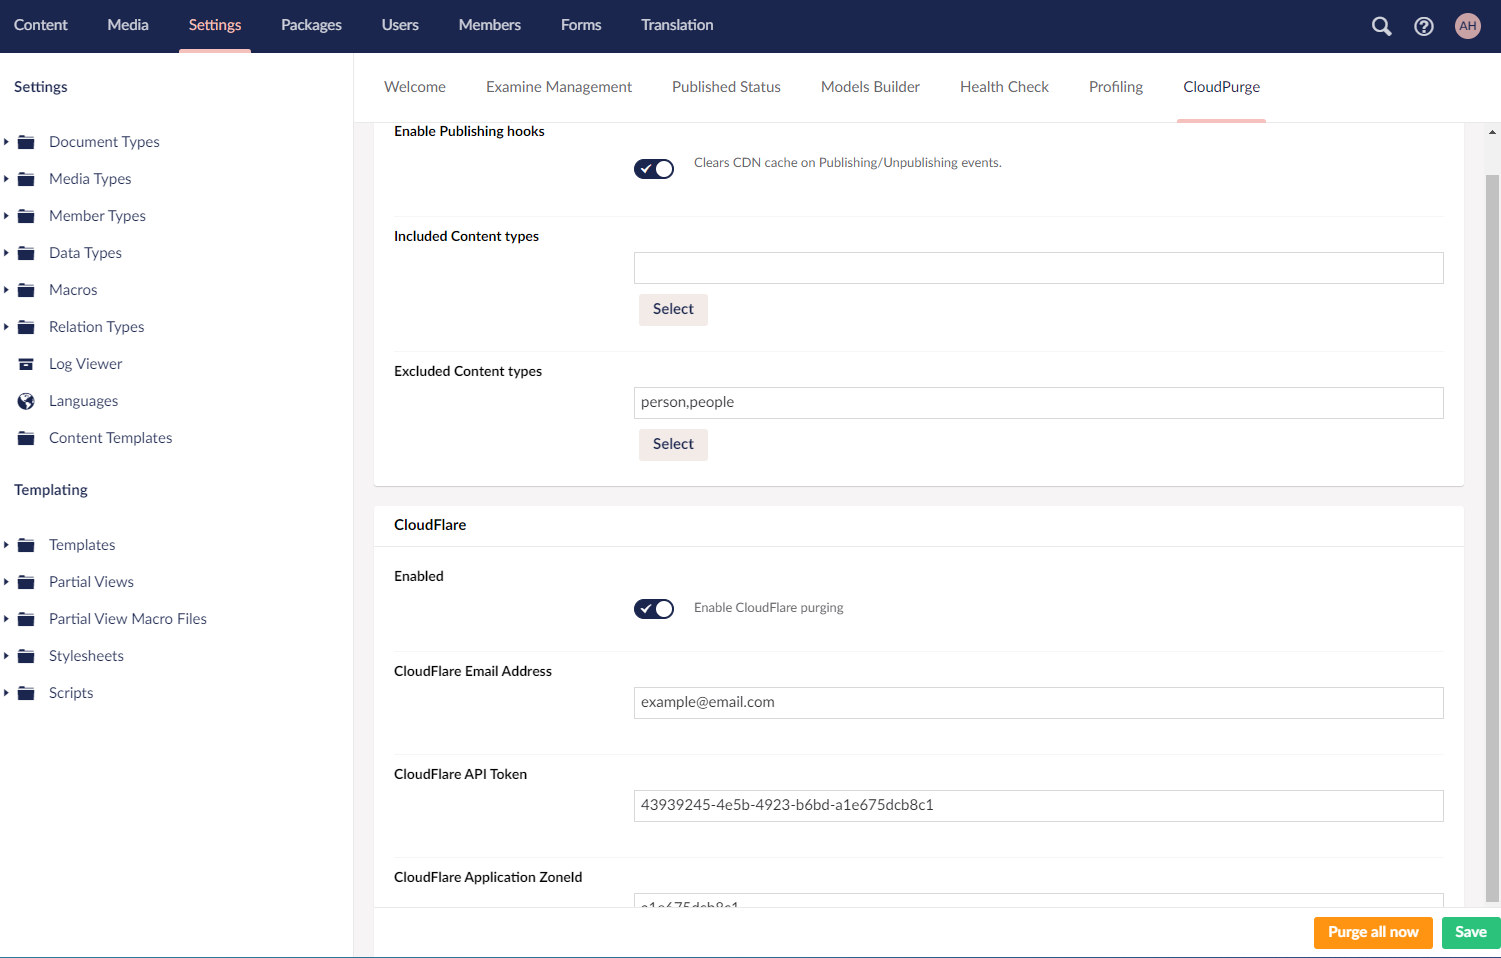 Content Media Settings Packages Users Members Forms Translation
AH
Settings
Document Types
Media Types
Member Types
Data Types
Macros
Relation Types
Log Viewer
Languages
Content Templates
Templating
Templates
Partial Views
Partial View Macro Files
Stylesheets
Scripts
Welcome Examine Management Published Status Models Builder Health Check Profiling CloudPurge
Enable Publishing hooks
Clears CDN cache on Publishing/Unpublishing events.
Included Content types
Select
Excluded Content types
person,people
Select
CloudFlare
Enabled
Enable CloudFlare purging
CloudFlare Email Address
example@email.com
CloudFlare API Token
43939245-4e5b-4923-b6bd-a1e675dcb8c1
CloudFlare Application ZoneId
a1e675dcb8c1
Purge all now Save